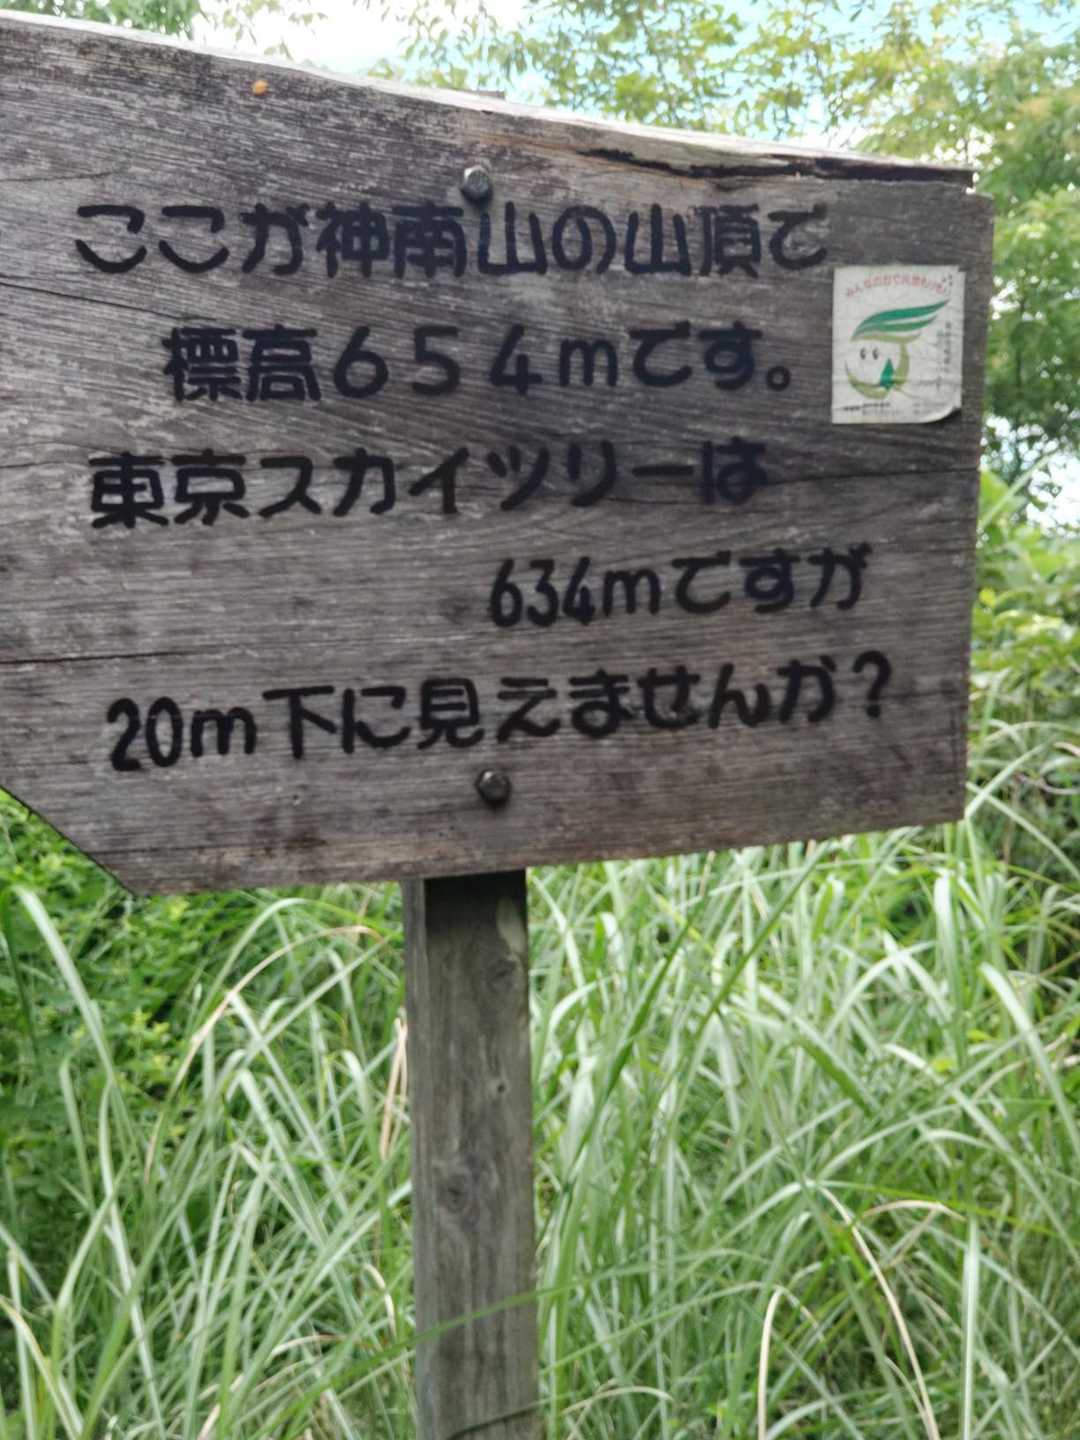 ここが神南山の山頂で
標高６５４mです。
東京スカイツリーは
634mですが
20m下に見えませんか？